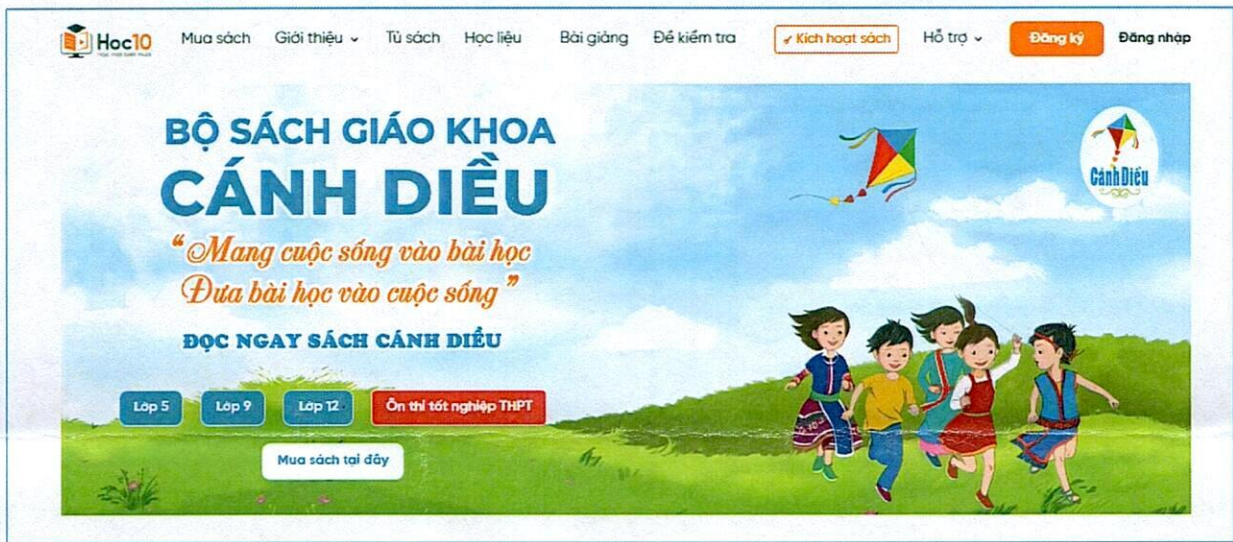 Hoc10 Mua sách Giới thiệu Tủ sách Học liệu Bài giảng Đề kiểm tra Kích hoạt sách Hỗ trợ Đăng ký Đăng nhập
BỘ SÁCH GIÁO KHOA
CÁNH DIỀU
Cánh Diều
“Mang cuộc sống vào bài học
Đưa bài học vào cuộc sống”
ĐỌC NGAY SÁCH CÁNH DIỀU
Lớp 5 Lớp 9 Lớp 12 Ôn thi tốt nghiệp THPT
Mua sách tại đây